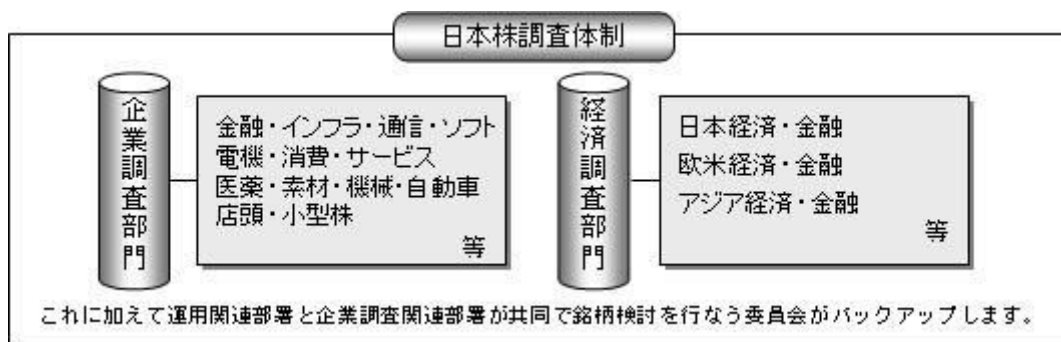 日本株調査体制
企業調査部門
金融・インフラ・通信・ソフト
電機・消費・サービス
医薬・素材・機械・自動車
店頭・小型株
等
経済調査部門
日本経済・金融
欧米経済・金融
アジア経済・金融
等
これに加えて運用関連部署と企業調査関連部署が共同で銘柄検討を行なう委員会がバックアップします。